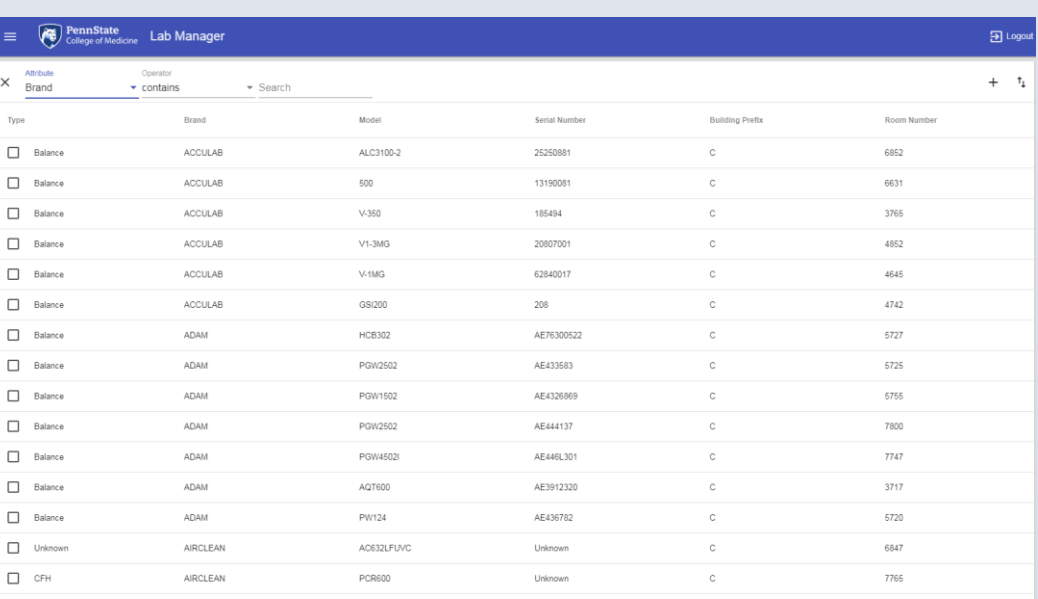 PennState
College of Medicine
Lab Manager
Logout
Attribute Operator
Brand contains Search
Type Brand Model Serial Number Building Prefix Room Number
Balance ACCULAB ALC3100-2 25250881 C 6852
Balance ACCULAB 500 13190081 C 6631
Balance ACCULAB V-350 185494 C 3765
Balance ACCULAB V1-3MG 20807001 C 4852
Balance ACCULAB V-1MG 62840017 C 4645
Balance ACCULAB GSI200 208 C 4742
Balance ADAM HCB302 AE76300522 C 5727
Balance ADAM PGW2502 AE433583 C 5725
Balance ADAM PGW1502 AE4326869 C 5755
Balance ADAM PGW2502 AE444137 C 7800
Balance ADAM PGW4502I AE446L301 C 7747
Balance ADAM AQT600 AE3912320 C 3717
Balance ADAM PW124 AE436782 C 5720
Unknown AIRCLEAN AC632LFUVC Unknown C 6847
CFH AIRCLEAN PCR600 Unknown C 7765